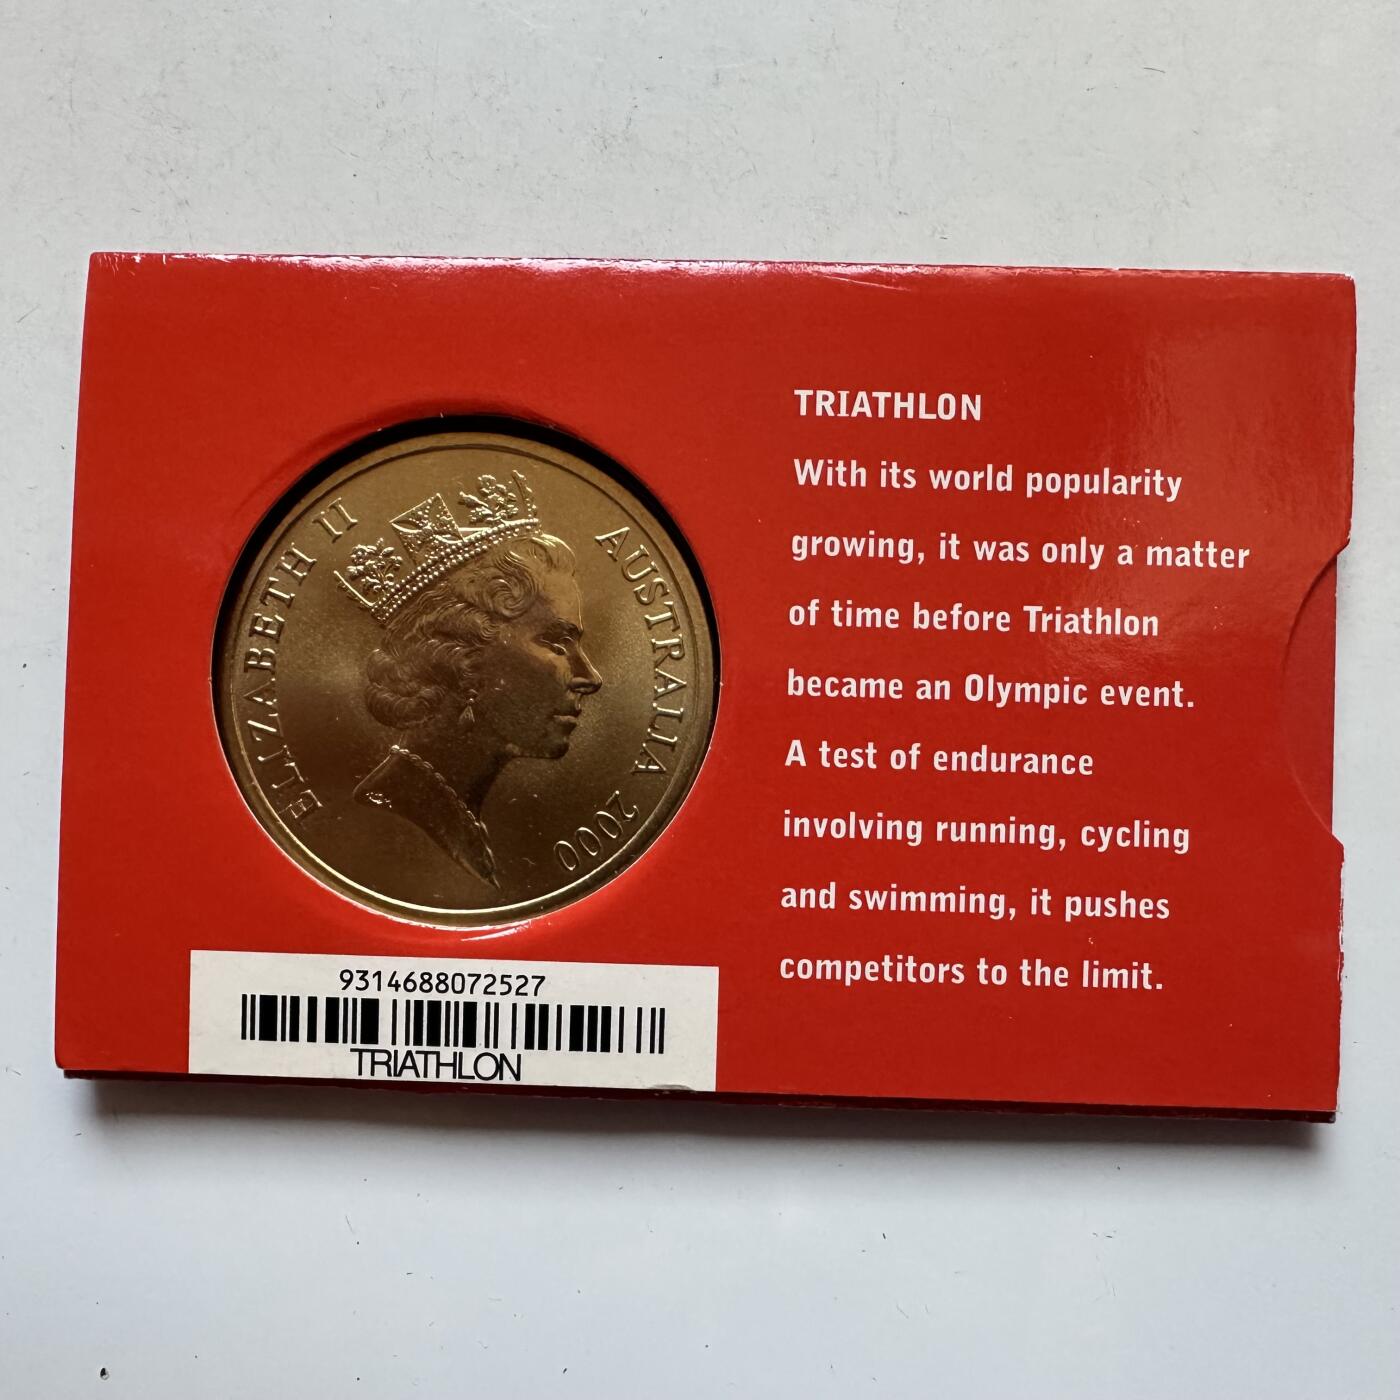 ELIZABETH II
AUSTRALIA 2000
9314688072527
TRIATHLON
TRIATHLON
With its world popularity
growing, it was only a matter
of time before Triathlon
became an Olympic event.
A test of endurance
involving running, cycling
and swimming, it pushes
competitors to the limit.